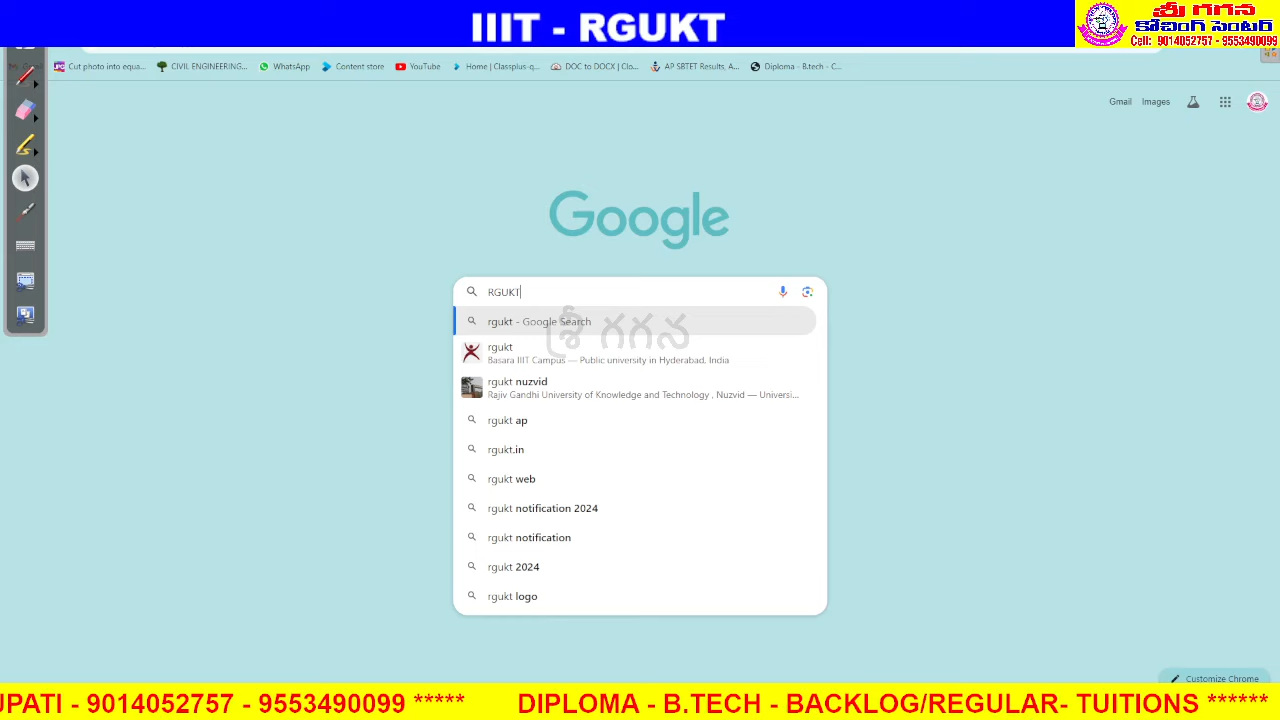 IIIT - RGUKT
శ్రీ గగన
కోచింగ్ సెంటర్
Cell: 9014052757 - 9553490099
Cut photo into equa...
CIVIL ENGINEERING...
WhatsApp
Content store
YouTube
Home | Classplus-q...
DOC to DOCX | Clo...
AP SBTET Results, A...
Diploma - B.tech - C...
Gmail
Images
Google
RGUKT
rgukt - Google Search
శ్రీ గగన
rgukt
Basara IIIT Campus — Public university in Hyderabad, India
rgukt nuzvid
Rajiv Gandhi University of Knowledge and Technology , Nuzvid — Universi...
rgukt ap
rgukt.in
rgukt web
rgukt notification 2024
rgukt notification
rgukt 2024
rgukt logo
Customize Chrome
UPATI - 9014052757 - 9553490099 ***** DIPLOMA - B.TECH - BACKLOG/REGULAR- TUITIONS ******